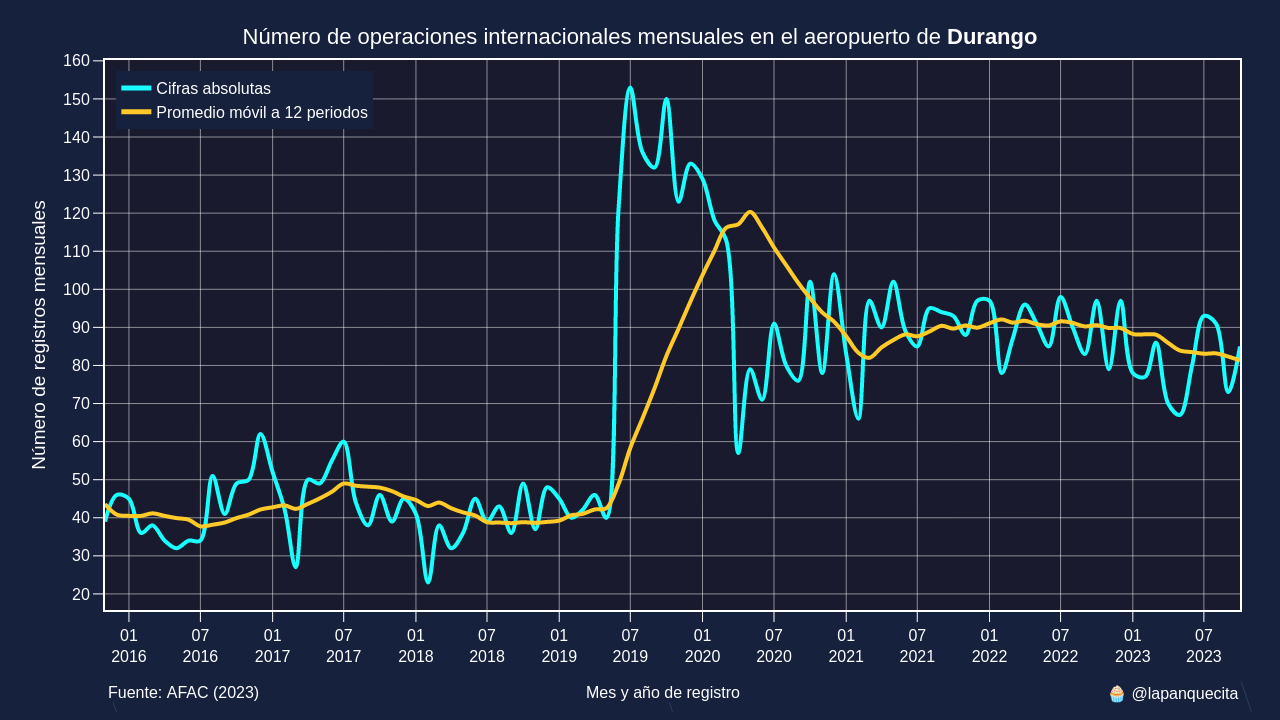 Número de operaciones internacionales mensuales en el aeropuerto de Durango
Cifras absolutas
Promedio móvil a 12 periodos
Número de registros mensuales
160
150
140
130
120
110
100
90
80
70
60
50
40
30
20
01 07 01 07 01 07 01 07 01 07 01 07 01 07 01 07
2016 2016 2017 2017 2018 2018 2019 2019 2020 2020 2021 2021 2022 2022 2023 2023
Fuente: AFAC (2023) Mes y año de registro 🧁 @lapanquecita